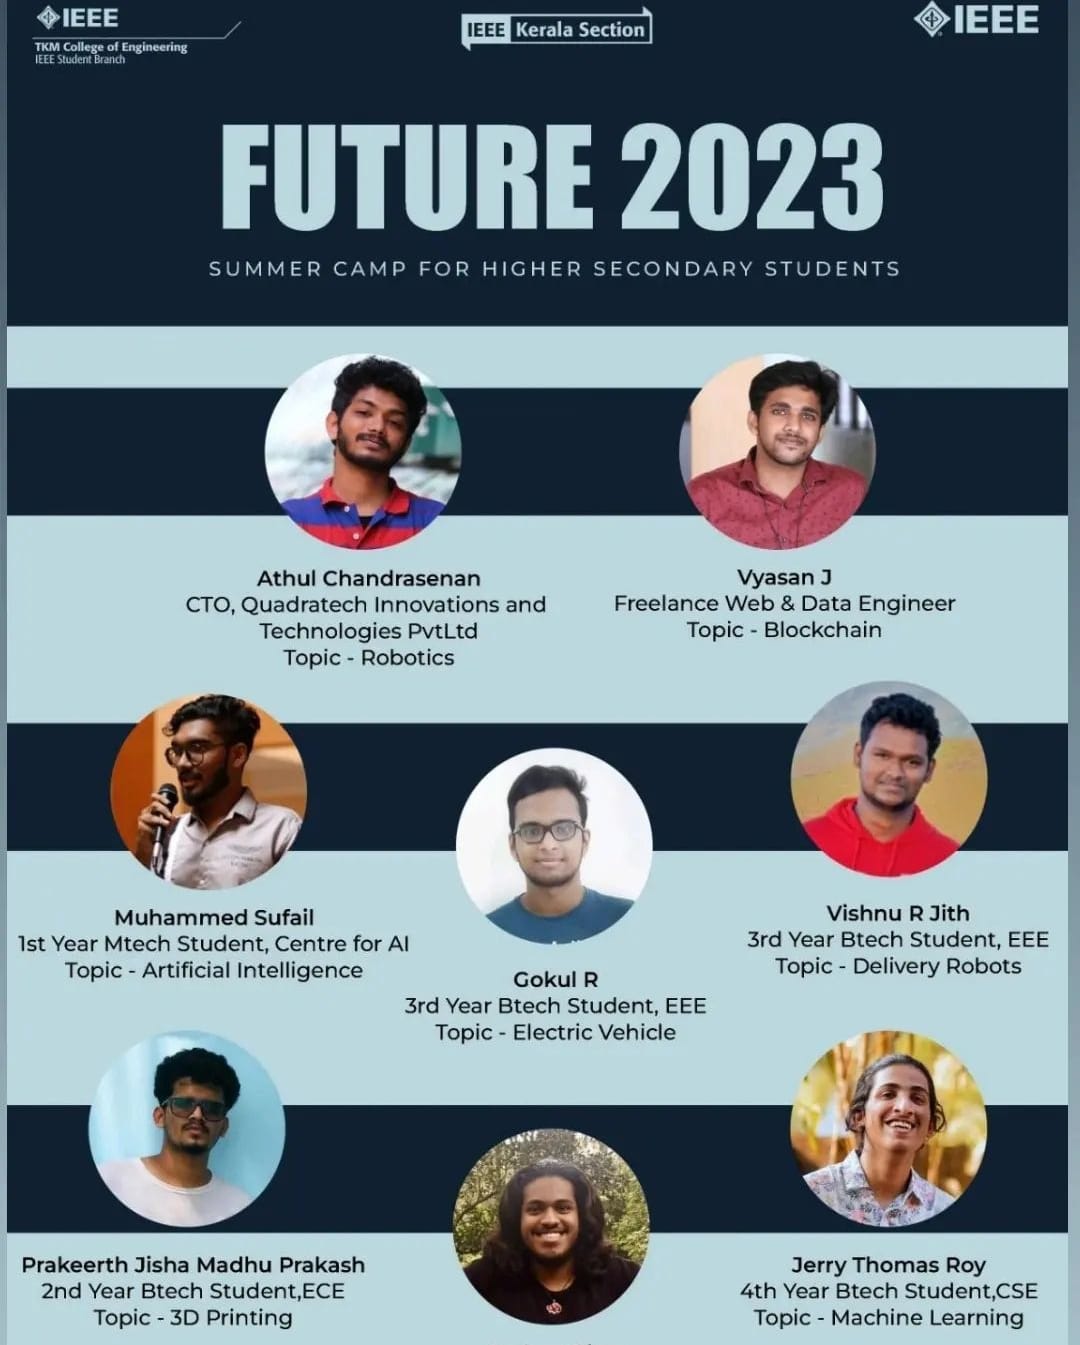 IEEE
TKM College of Engineering
IEEE Student Branch
IEEE Kerala Section
IEEE
FUTURE 2023
SUMMER CAMP FOR HIGHER SECONDARY STUDENTS
Athul Chandrasenan
CTO, Quadratech Innovations and
Technologies PvtLtd
Topic - Robotics
Vyasan J
Freelance Web & Data Engineer
Topic - Blockchain
Muhammed Sufail
1st Year Mtech Student, Centre for AI
Topic - Artificial Intelligence
Gokul R
3rd Year Btech Student, EEE
Topic - Electric Vehicle
Vishnu R Jith
3rd Year Btech Student, EEE
Topic - Delivery Robots
Prakeerth Jisha Madhu Prakash
2nd Year Btech Student,ECE
Topic - 3D Printing
Jerry Thomas Roy
4th Year Btech Student,CSE
Topic - Machine Learning